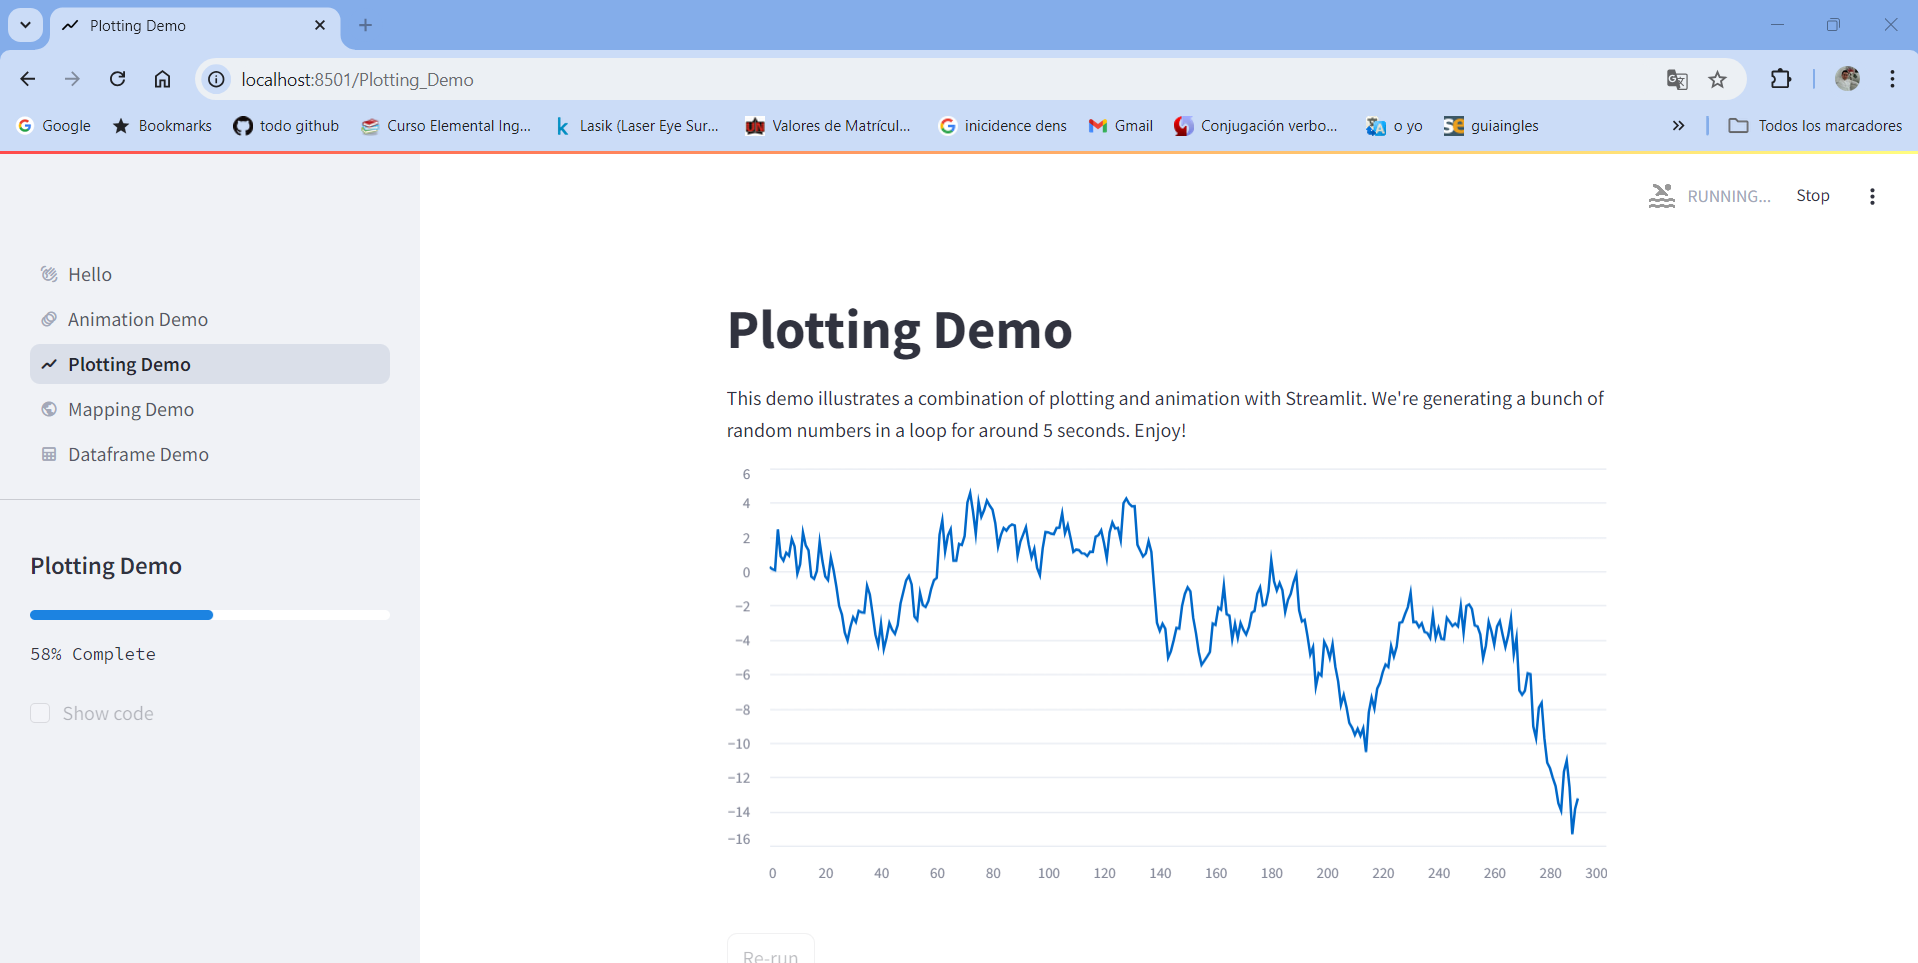 Plotting Demo
localhost:8501/Plotting_Demo
Google
Bookmarks
todo github
Curso Elemental Ing...
Lasik (Laser Eye Sur...
Valores de Matrícul...
inicidence dens
Gmail
Conjugación verbo...
o yo
guiaingles
Todos los marcadores
RUNNING...
Stop
Hello
Animation Demo
Plotting Demo
Mapping Demo
Dataframe Demo
Plotting Demo
58% Complete
Show code
Plotting Demo
This demo illustrates a combination of plotting and animation with Streamlit. We're generating a bunch of
random numbers in a loop for around 5 seconds. Enjoy!
6
4
2
0
−2
−4
−6
−8
−10
−12
−14
−16
0 20 40 60 80 100 120 140 160 180 200 220 240 260 280 300
Re-run